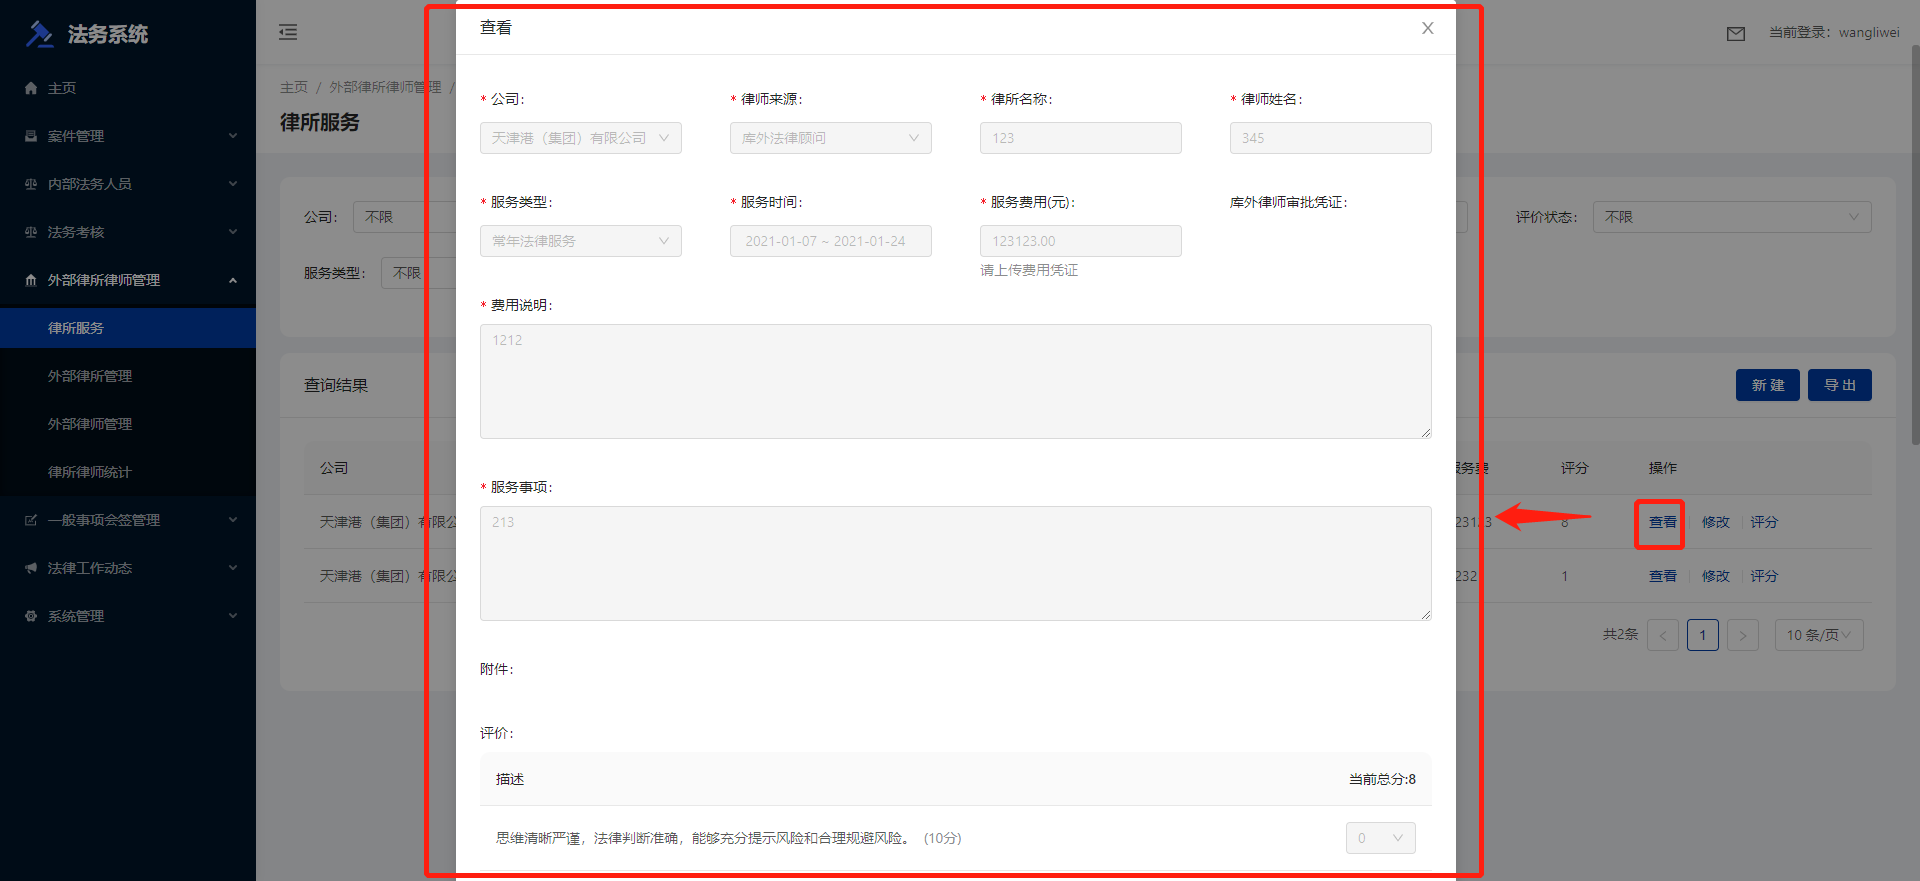 法务系统
主页
案件管理
内部法务人员
法务考核
外部律所律师管理
律所服务
外部律所管理
外部律师管理
律所律师统计
一般事项会签管理
法律工作动态
系统管理
当前登录：wangliwei
主页 / 外部律所律师管理 /
律所服务
公司： 不限
评价状态： 不限
服务类型： 不限
查询结果
新 建 导 出
公司 服务费 评分 操作
天津港（集团）有限公 23123 8 查看 修改 评分
天津港（集团）有限公 232 1 查看 修改 评分
共2条 < 1 > 10 条/页
查看 X
* 公司: * 律师来源: * 律所名称: * 律师姓名:
天津港（集团）有限公司 库外法律顾问 123 345
* 服务类型: * 服务时间: * 服务费用(元): 库外律师审批凭证:
常年法律服务 2021-01-07 ~ 2021-01-24 123123.00
请上传费用凭证
* 费用说明:
1212
* 服务事项:
213
附件:
评价:
描述 当前总分:8
思维清晰严谨，法律判断准确，能够充分提示风险和合理规避风险。 (10分) 0